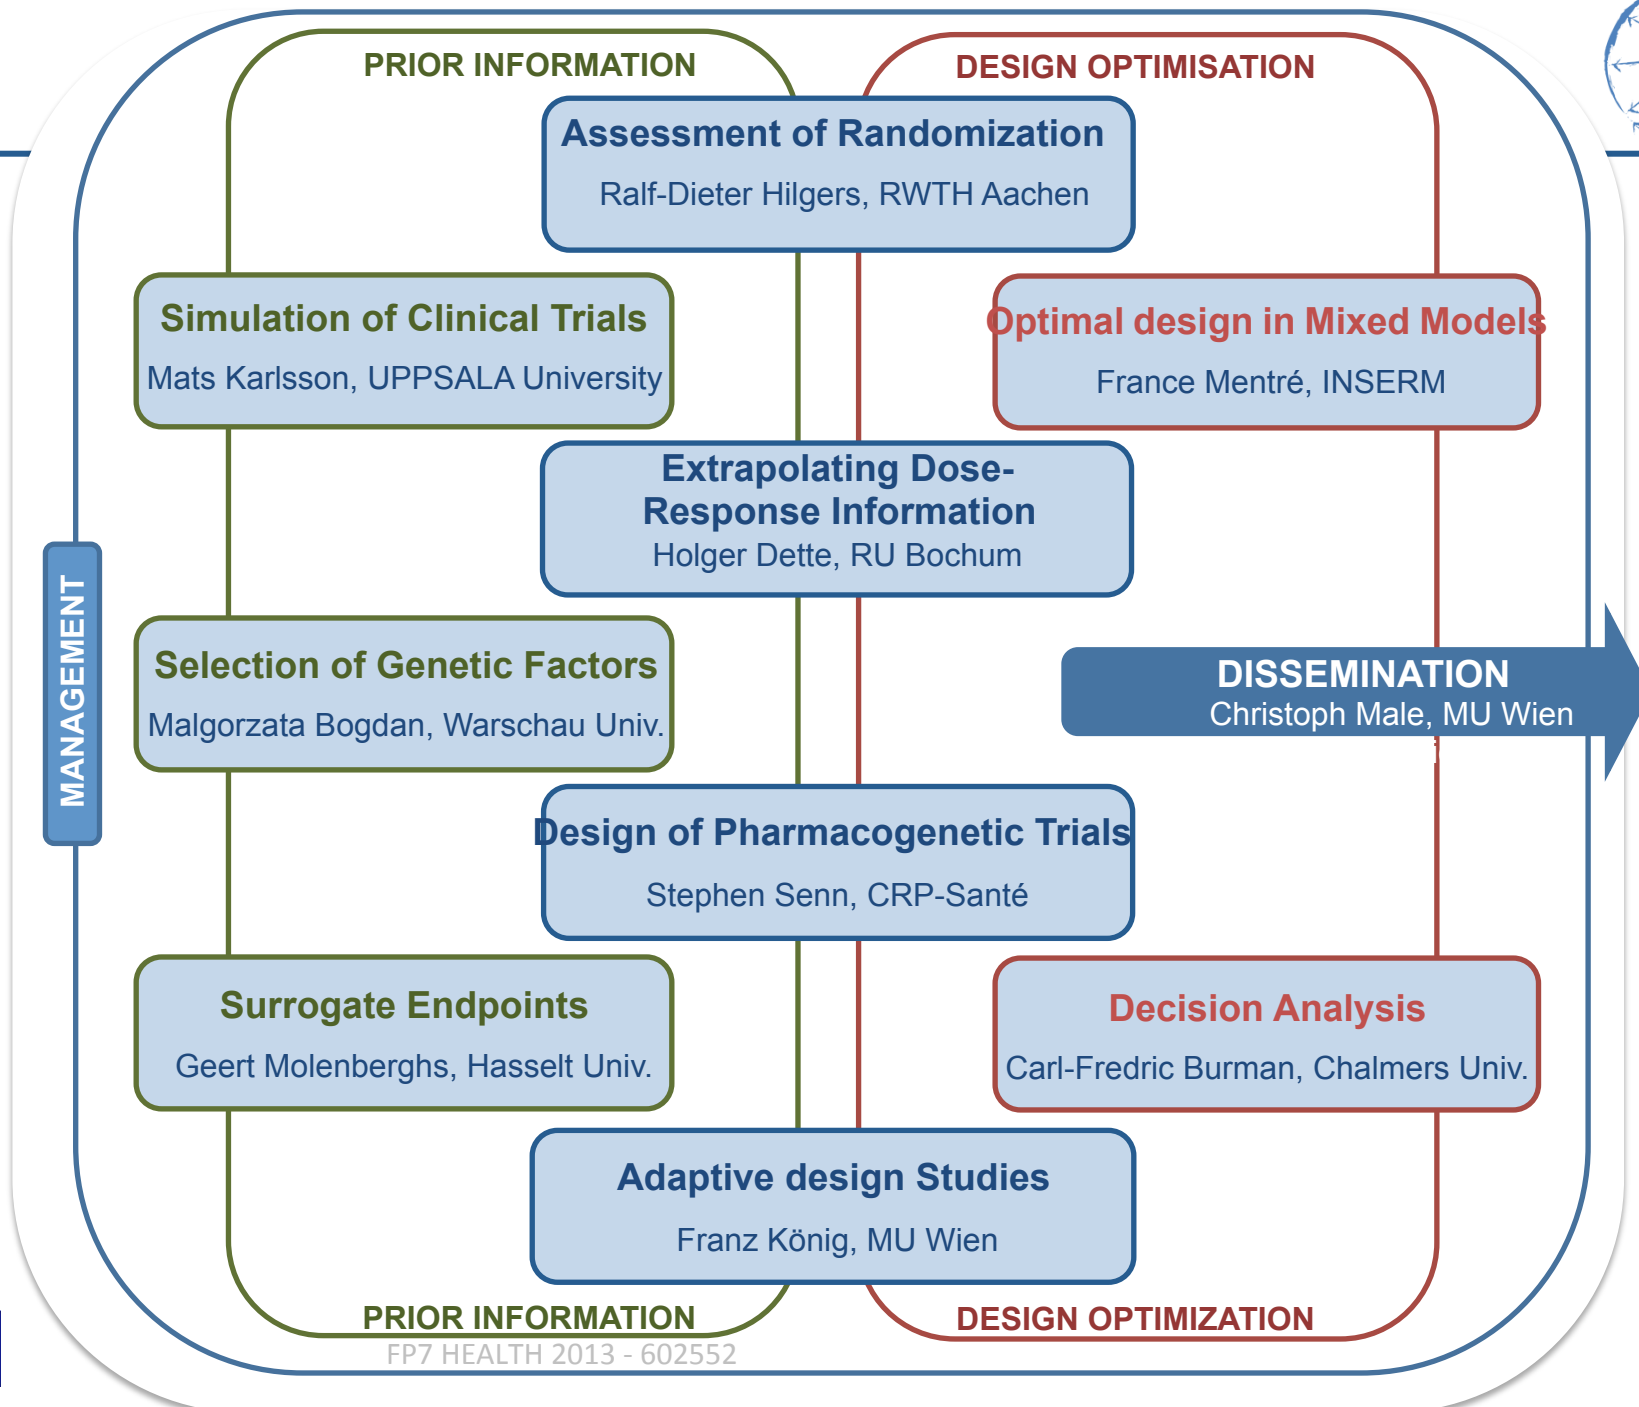 PRIOR INFORMATION
DESIGN OPTIMISATION
Assessment of Randomization
Ralf-Dieter Hilgers, RWTH Aachen
Simulation of Clinical Trials
Mats Karlsson, UPPSALA University
Optimal design in Mixed Models
France Mentré, INSERM
Extrapolating Dose-
Response Information
Holger Dette, RU Bochum
MANAGEMENT
Selection of Genetic Factors
Malgorzata Bogdan, Warschau Univ.
DISSEMINATION
Christoph Male, MU Wien
Design of Pharmacogenetic Trials
Stephen Senn, CRP-Santé
Surrogate Endpoints
Geert Molenberghs, Hasselt Univ.
Decision Analysis
Carl-Fredric Burman, Chalmers Univ.
Adaptive design Studies
Franz König, MU Wien
PRIOR INFORMATION
DESIGN OPTIMIZATION
FP7 HEALTH 2013 - 602552